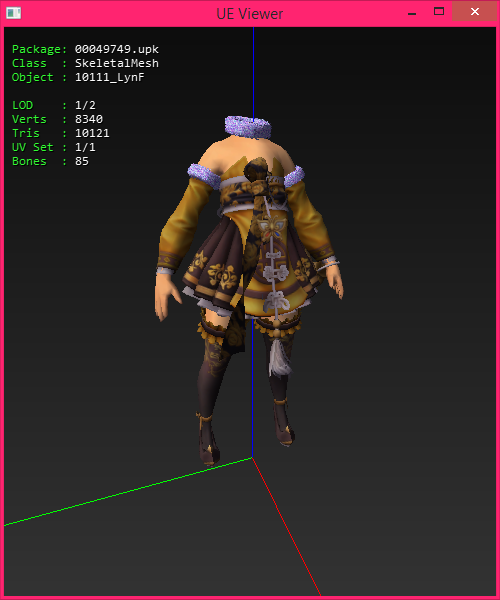 UE Viewer
Package: 00049749.upk
Class  : SkeletalMesh
Object : 10111_LynF
LOD    : 1/2
Verts  : 8340
Tris   : 10121
UV Set : 1/1
Bones  : 85